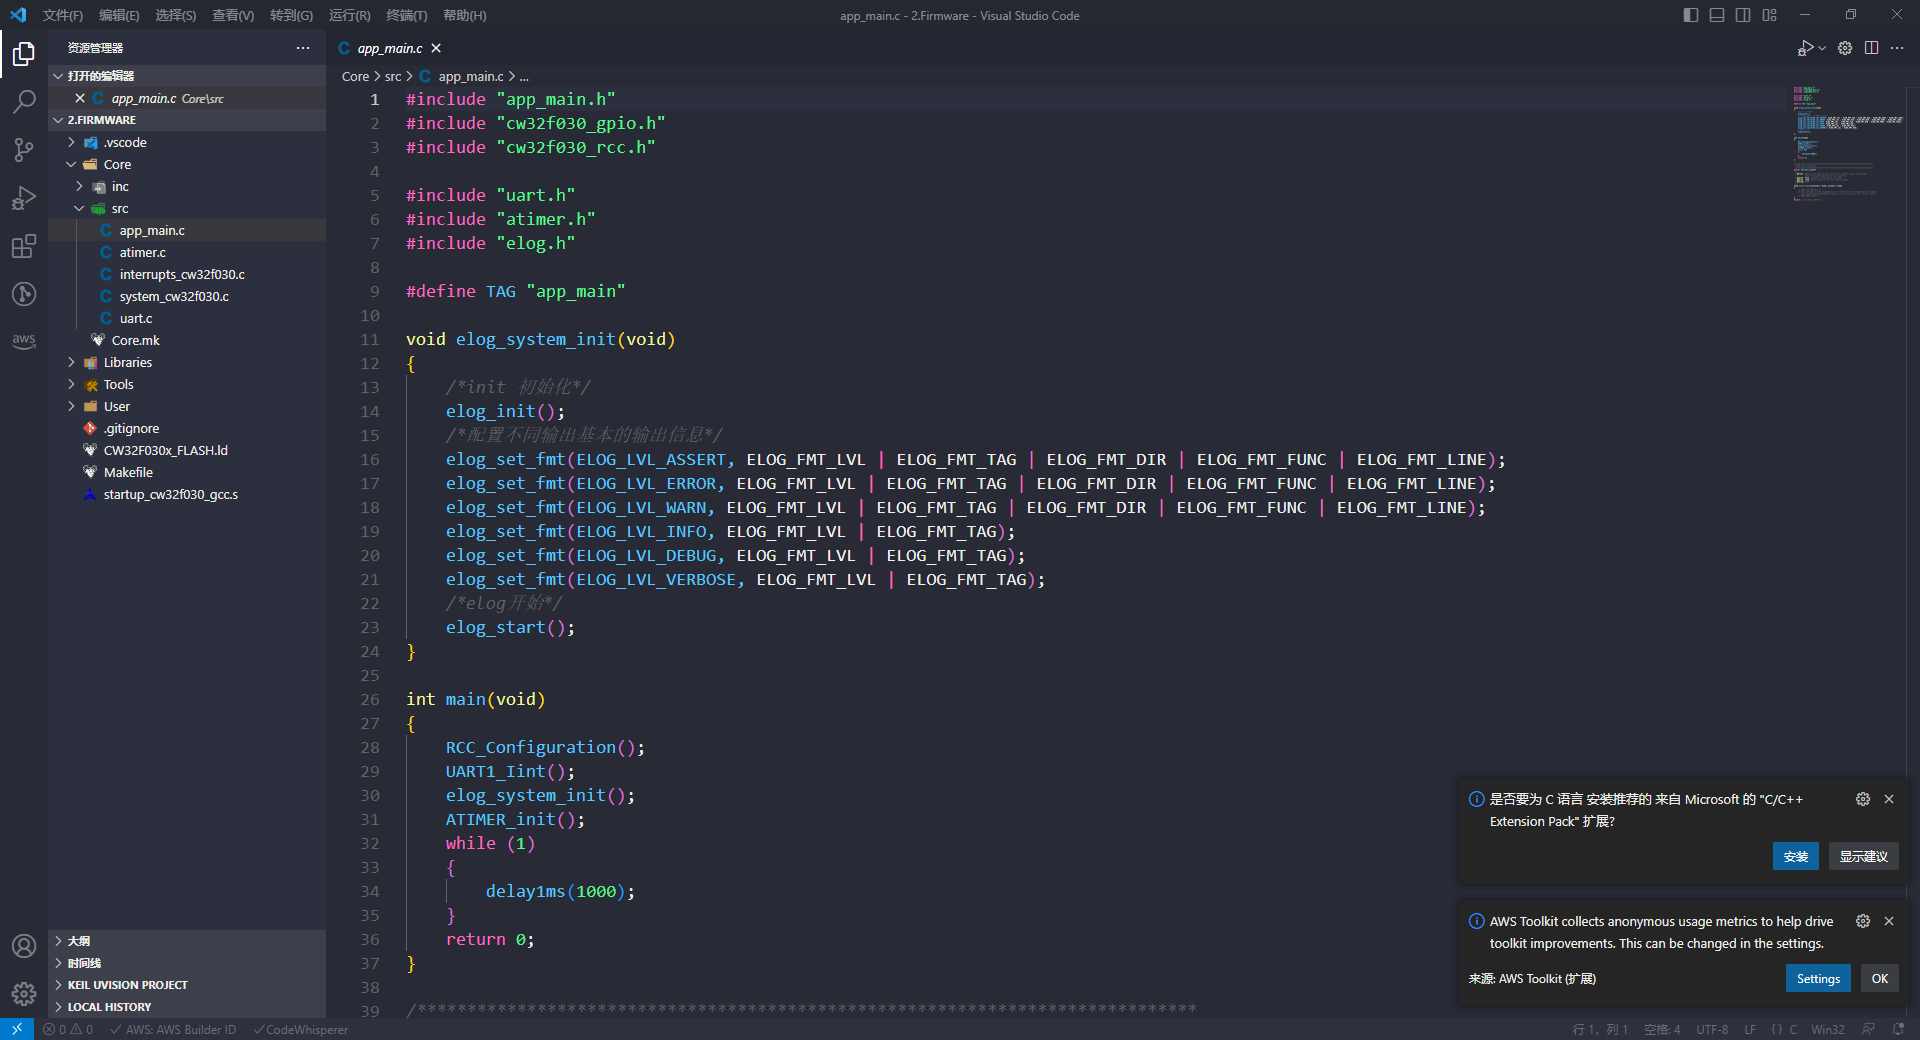 文件(F) 编辑(E) 选择(S) 查看(V) 转到(G) 运行(R) 终端(T) 帮助(H)
app_main.c - 2.Firmware - Visual Studio Code
资源管理器
打开的编辑器
app_main.c Core\src
2.FIRMWARE
.vscode
Core
inc
src
app_main.c
atimer.c
interrupts_cw32f030.c
system_cw32f030.c
uart.c
Core.mk
Libraries
Tools
User
.gitignore
CW32F030x_FLASH.ld
Makefile
startup_cw32f030_gcc.s
aws
大纲
时间线
KEIL UVISION PROJECT
LOCAL HISTORY
app_main.c
Core > src > C app_main.c > ...
1 #include "app_main.h"
2 #include "cw32f030_gpio.h"
3 #include "cw32f030_rcc.h"
4
5 #include "uart.h"
6 #include "atimer.h"
7 #include "elog.h"
8
9 #define TAG "app_main"
10
11 void elog_system_init(void)
12 {
13 /*init 初始化*/
14 elog_init();
15 /*配置不同输出基本的输出信息*/
16 elog_set_fmt(ELOG_LVL_ASSERT, ELOG_FMT_LVL | ELOG_FMT_TAG | ELOG_FMT_DIR | ELOG_FMT_FUNC | ELOG_FMT_LINE);
17 elog_set_fmt(ELOG_LVL_ERROR, ELOG_FMT_LVL | ELOG_FMT_TAG | ELOG_FMT_DIR | ELOG_FMT_FUNC | ELOG_FMT_LINE);
18 elog_set_fmt(ELOG_LVL_WARN, ELOG_FMT_LVL | ELOG_FMT_TAG | ELOG_FMT_DIR | ELOG_FMT_FUNC | ELOG_FMT_LINE);
19 elog_set_fmt(ELOG_LVL_INFO, ELOG_FMT_LVL | ELOG_FMT_TAG);
20 elog_set_fmt(ELOG_LVL_DEBUG, ELOG_FMT_LVL | ELOG_FMT_TAG);
21 elog_set_fmt(ELOG_LVL_VERBOSE, ELOG_FMT_LVL | ELOG_FMT_TAG);
22 /*elog开始*/
23 elog_start();
24 }
25
26 int main(void)
27 {
28 RCC_Configuration();
29 UART1_Iint();
30 elog_system_init();
31 ATIMER_init();
32 while (1)
33 {
34 delay1ms(1000);
35 }
36 return 0;
37 }
38
39 /******************************************************************************
是否要为 C 语言 安装推荐的 来自 Microsoft 的 "C/C++
Extension Pack" 扩展?
安装 显示建议
AWS Toolkit collects anonymous usage metrics to help drive
toolkit improvements. This can be changed in the settings.
来源: AWS Toolkit (扩展) Settings OK
0 0 AWS: AWS Builder ID CodeWhisperer 行 1，列 1 空格: 4 UTF-8 LF {} C Win32